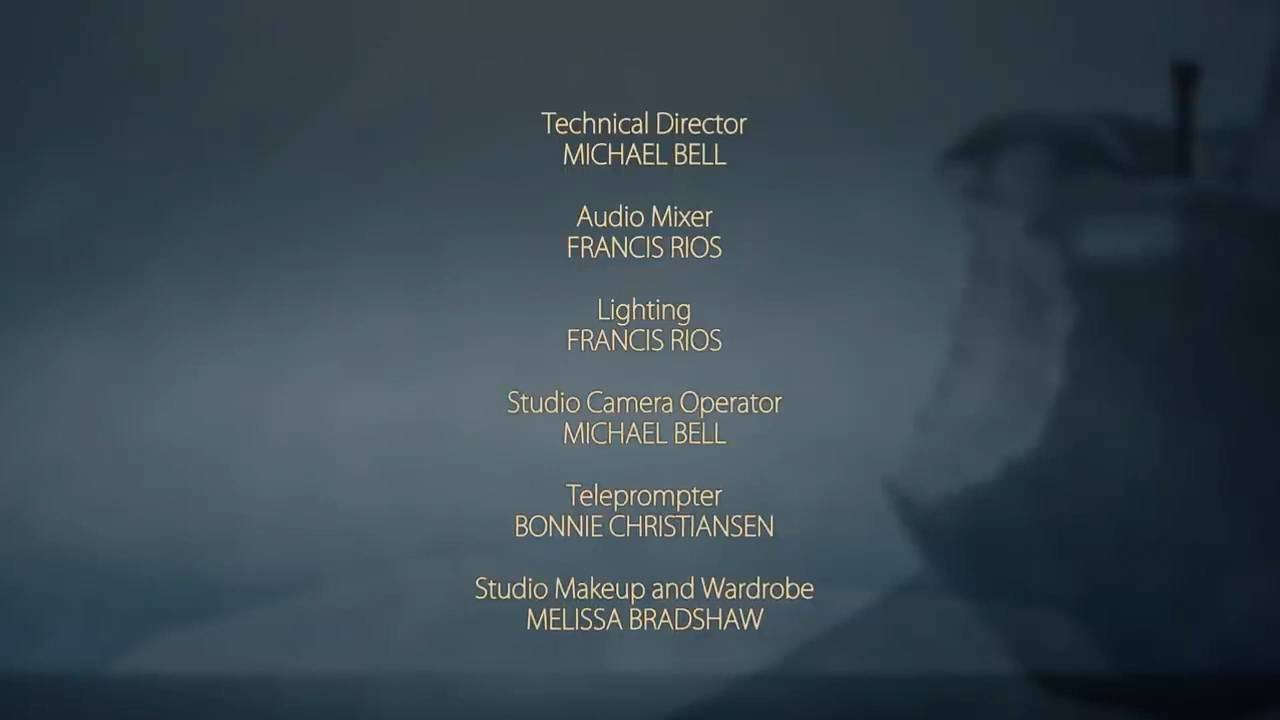 Technical Director
MICHAEL BELL
Audio Mixer
FRANCIS RIOS
Lighting
FRANCIS RIOS
Studio Camera Operator
MICHAEL BELL
Teleprompter
BONNIE CHRISTIANSEN
Studio Makeup and Wardrobe
MELISSA BRADSHAW